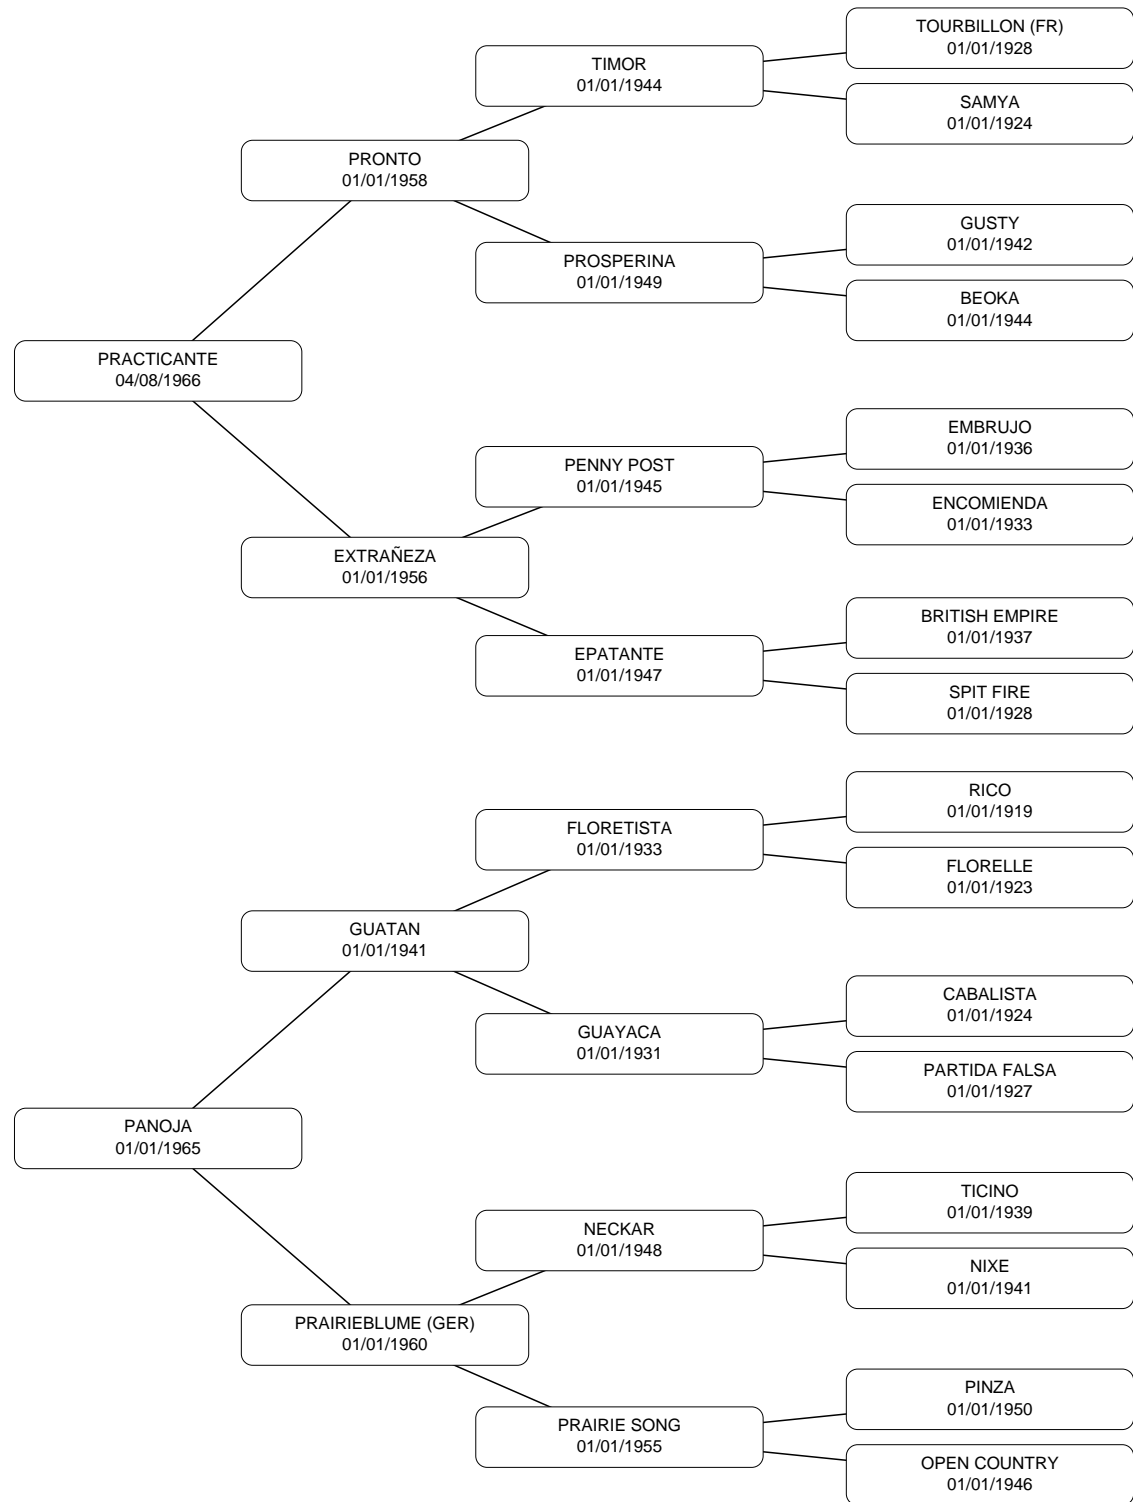 TOURBILLON (FR)
01/01/1928
TIMOR
01/01/1944
SAMYA
01/01/1924
PRONTO
01/01/1958
GUSTY
01/01/1942
PROSPERINA
01/01/1949
BEOKA
01/01/1944
PRACTICANTE
04/08/1966
EMBRUJO
01/01/1936
PENNY POST
01/01/1945
ENCOMIENDA
01/01/1933
EXTRAÑEZA
01/01/1956
BRITISH EMPIRE
01/01/1937
EPATANTE
01/01/1947
SPIT FIRE
01/01/1928
RICO
01/01/1919
FLORETISTA
01/01/1933
FLORELLE
01/01/1923
GUATAN
01/01/1941
CABALISTA
01/01/1924
GUAYACA
01/01/1931
PARTIDA FALSA
01/01/1927
PANOJA
01/01/1965
TICINO
01/01/1939
NECKAR
01/01/1948
NIXE
01/01/1941
PRAIRIEBLUME (GER)
01/01/1960
PINZA
01/01/1950
PRAIRIE SONG
01/01/1955
OPEN COUNTRY
01/01/1946